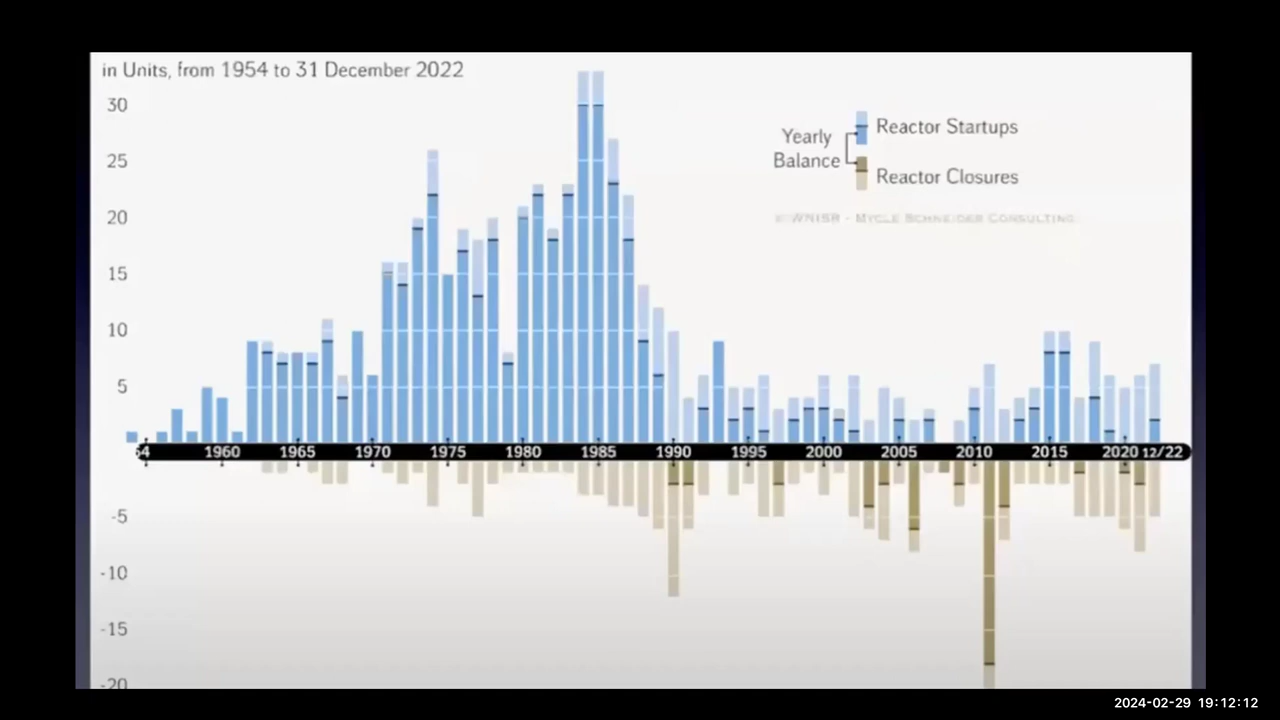 in Units, from 1954 to 31 December 2022
30
25
20
15
10
5
Yearly
Balance
Reactor Startups
Reactor Closures
© WNISR - MYCLE SCHNEIDER CONSULTING
54 1960 1965 1970 1975 1980 1985 1990 1995 2000 2005 2010 2015 2020 12/22
-5
-10
-15
-20
2024-02-29 19:12:12